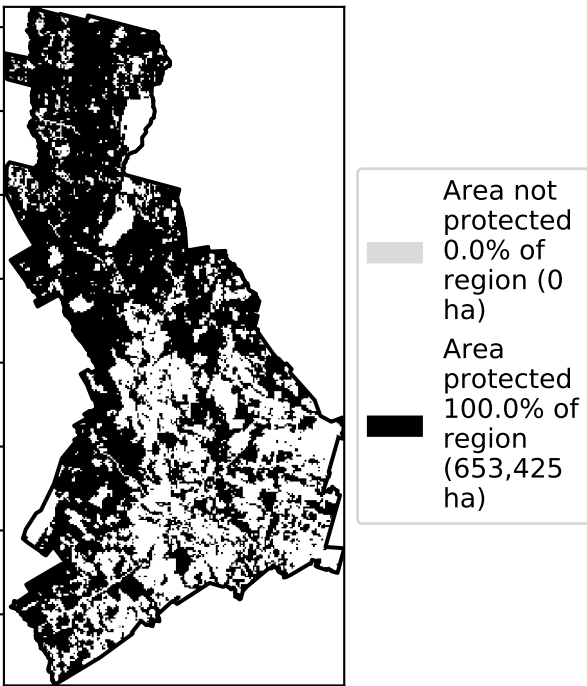 Area not
protected
0.0% of
region (0
ha)
Area
protected
100.0% of
region
(653,425
ha)